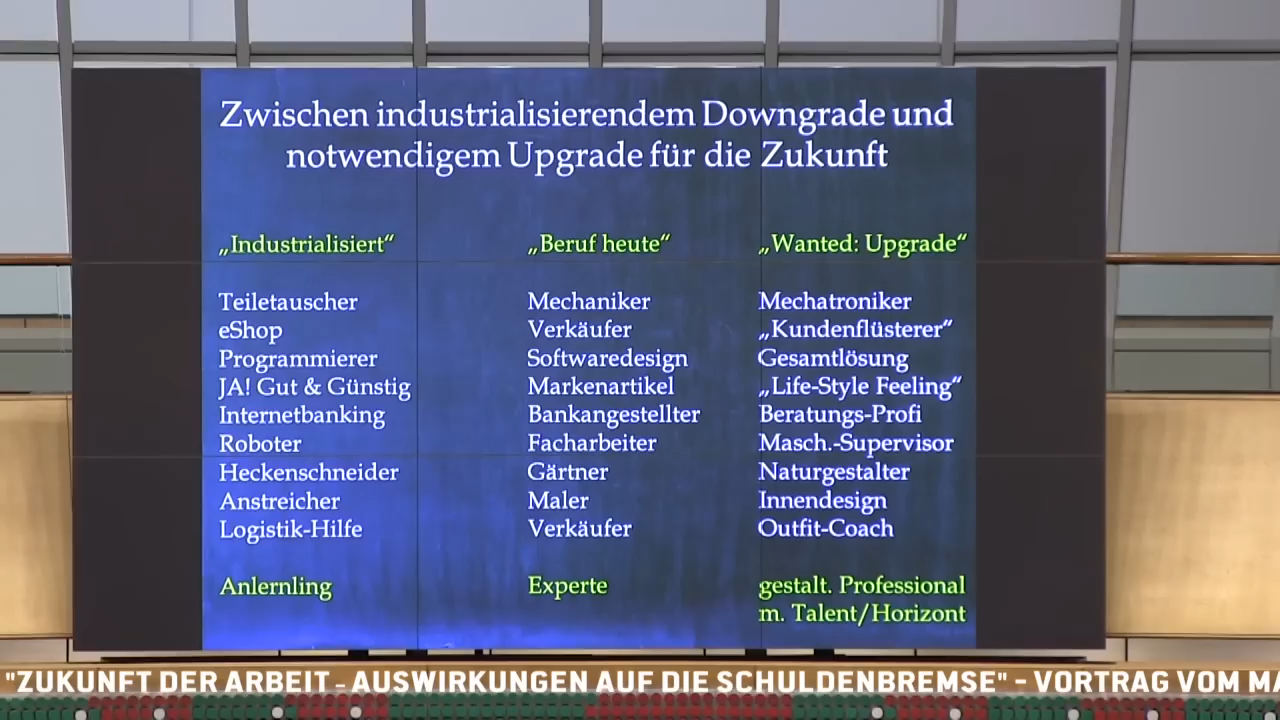 Zwischen industrialisierendem Downgrade und
notwendigem Upgrade für die Zukunft
„Industrialisiert“ „Beruf heute“ „Wanted: Upgrade“
Teiletauscher Mechaniker Mechatroniker
eShop Verkäufer „Kundenflüsterer“
Programmierer Softwaredesign Gesamtlösung
JA! Gut & Günstig Markenartikel „Life-Style Feeling“
Internetbanking Bankangestellter Beratungs-Profi
Roboter Facharbeiter Masch.-Supervisor
Heckenschneider Gärtner Naturgestalter
Anstreicher Maler Innendesign
Logistik-Hilfe Verkäufer Outfit-Coach
Anlernling Experte gestalt. Professional
m. Talent/Horizont
"ZUKUNFT DER ARBEIT - AUSWIRKUNGEN AUF DIE SCHULDENBREMSE" - VORTRAG VOM MA